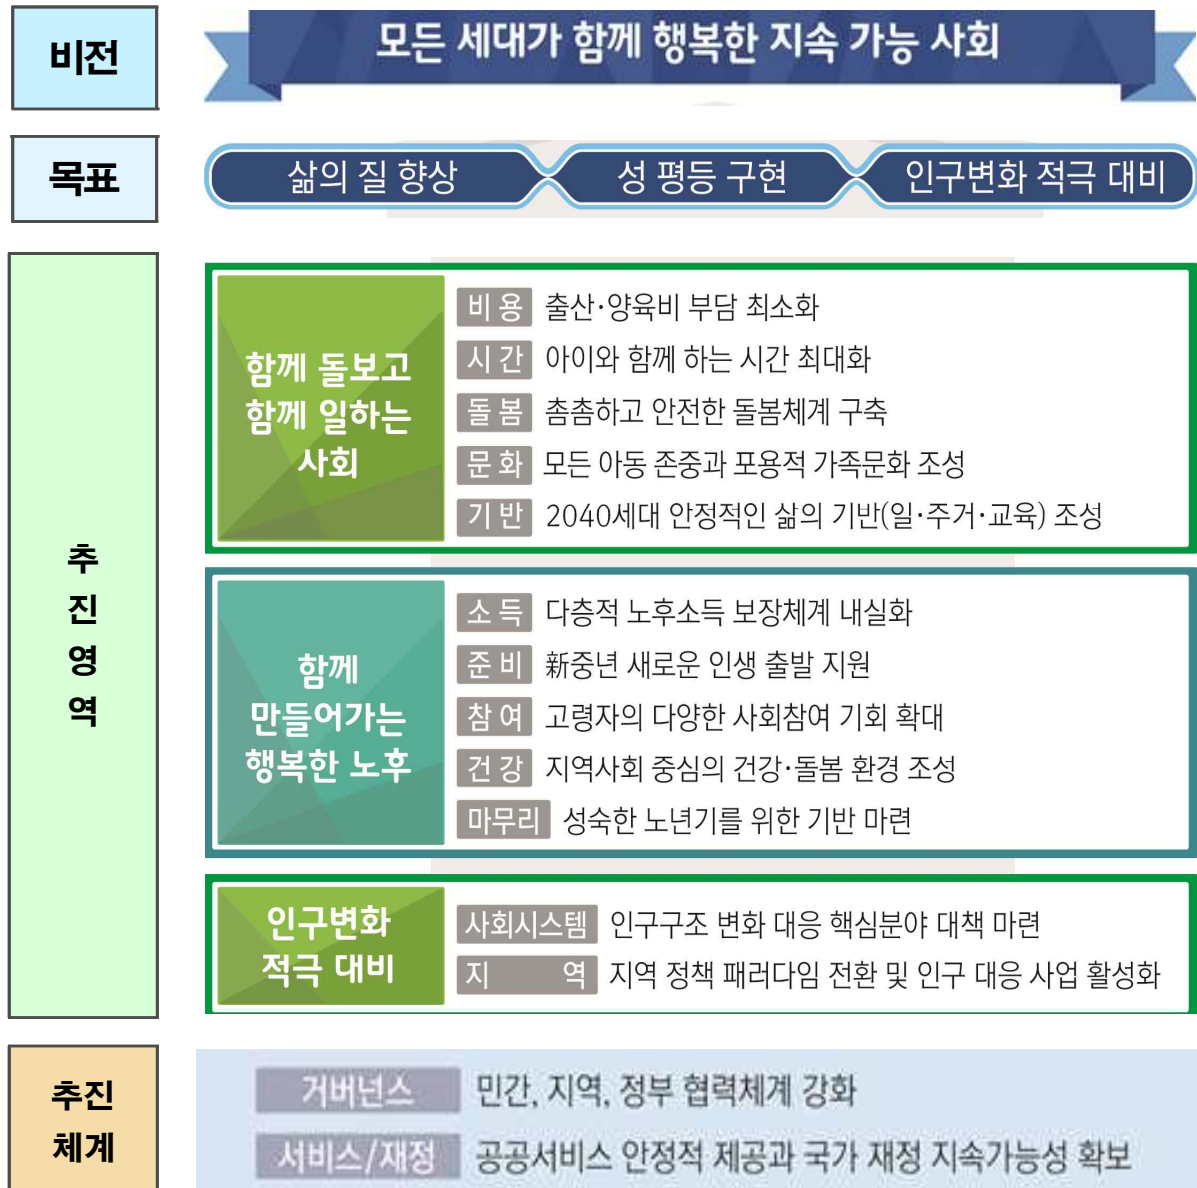 비전
모든 세대가 함께 행복한 지속 가능 사회
목표
삶의 질 향상
성 평등 구현
인구변화 적극 대비
추
진
영
역
함께 돌보고
함께 일하는
사회
비 용 출산·양육비 부담 최소화
시 간 아이와 함께 하는 시간 최대화
돌 봄 촘촘하고 안전한 돌봄체계 구축
문 화 모든 아동 존중과 포용적 가족문화 조성
기 반 2040세대 안정적인 삶의 기반(일·주거·교육) 조성
함께
만들어가는
행복한 노후
소 득 다층적 노후소득 보장체계 내실화
준 비 新중년 새로운 인생 출발 지원
참 여 고령자의 다양한 사회참여 기회 확대
건 강 지역사회 중심의 건강·돌봄 환경 조성
마무리 성숙한 노년기를 위한 기반 마련
인구변화
적극 대비
사회시스템 인구구조 변화 대응 핵심분야 대책 마련
지 역 지역 정책 패러다임 전환 및 인구 대응 사업 활성화
추진
체계
거버넌스 민간, 지역, 정부 협력체계 강화
서비스/재정 공공서비스 안정적 제공과 국가 재정 지속가능성 확보